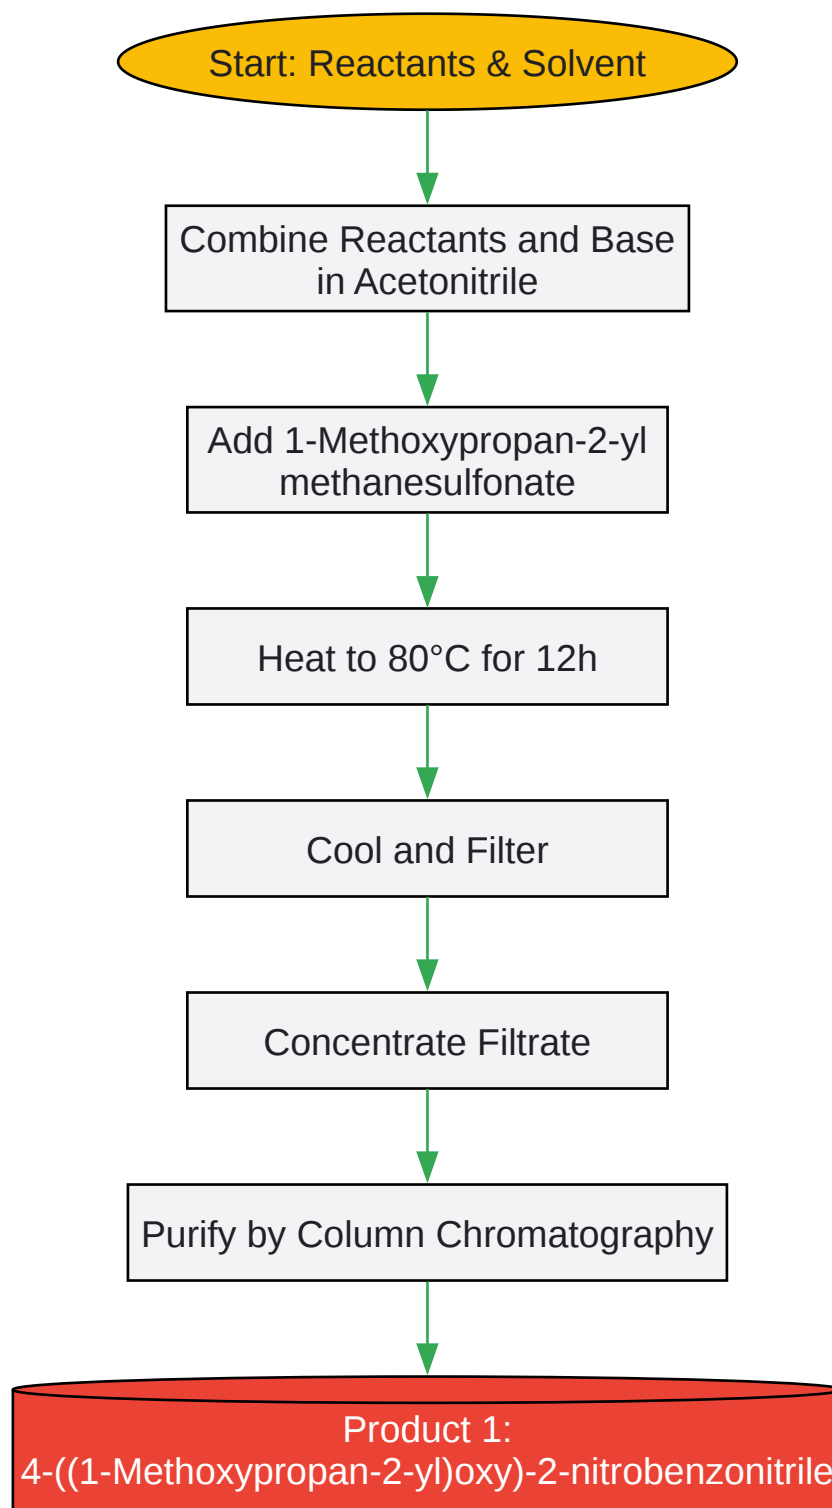 Start: Reactants & Solvent
Combine Reactants and Base
in Acetonitrile
Add 1-Methoxypropan-2-yl
methanesulfonate
Heat to 80°C for 12h
Cool and Filter
Concentrate Filtrate
Purify by Column Chromatography
Product 1:
4-((1-Methoxypropan-2-yl)oxy)-2-nitrobenzonitrile